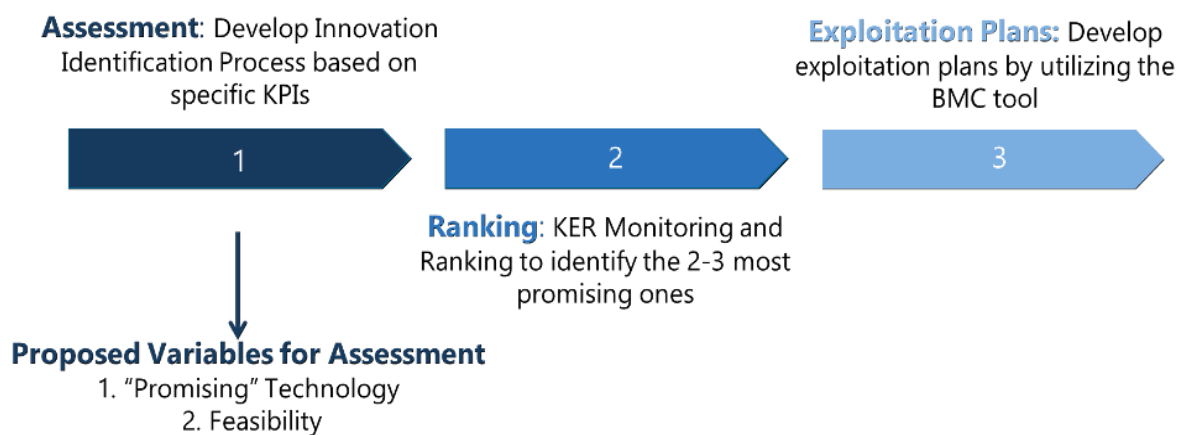 Assessment: Develop Innovation
Identification Process based on
specific KPIs
1
Ranking: KER Monitoring and
Ranking to identify the 2-3 most
promising ones
2
Exploitation Plans: Develop
exploitation plans by utilizing the
BMC tool
3
Proposed Variables for Assessment
1. “Promising” Technology
2. Feasibility